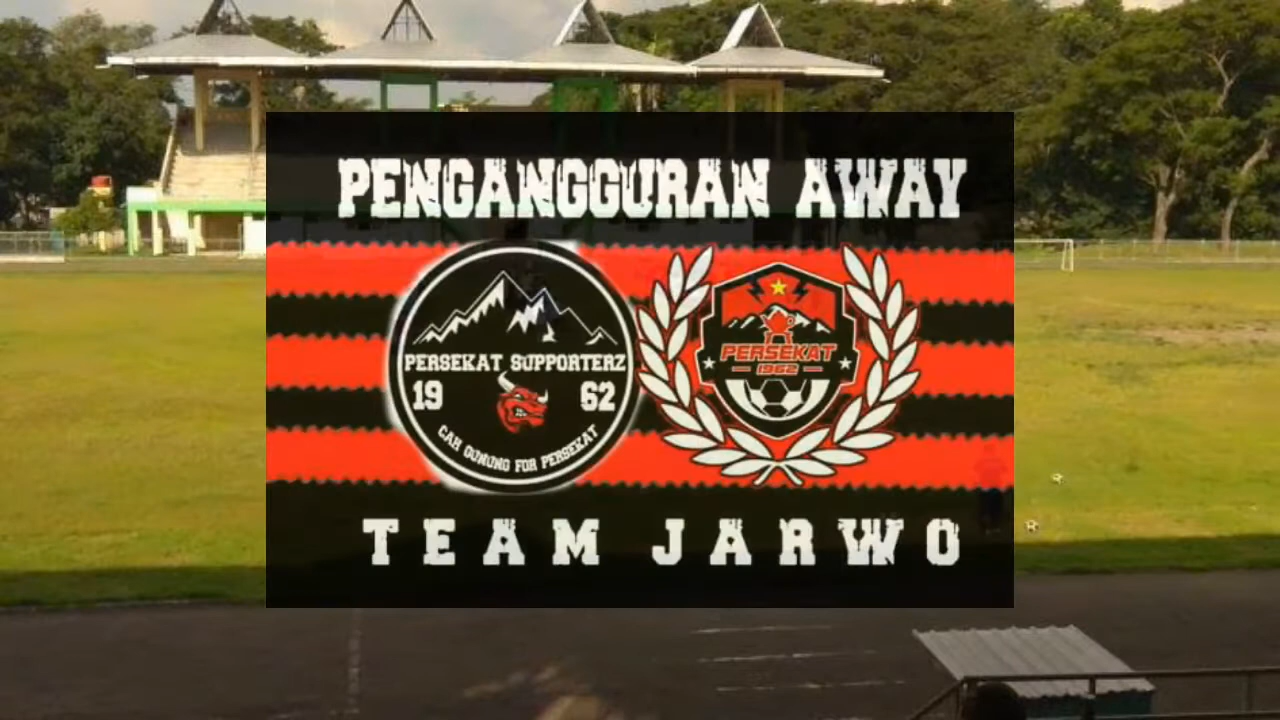 PENGANGGURAN AWAY
PERSEKAT SUPPORTERZ
19 62
CAH GUNUNG FOR PERSEKAT
PERSEKAT
1962
TEAM JARWO